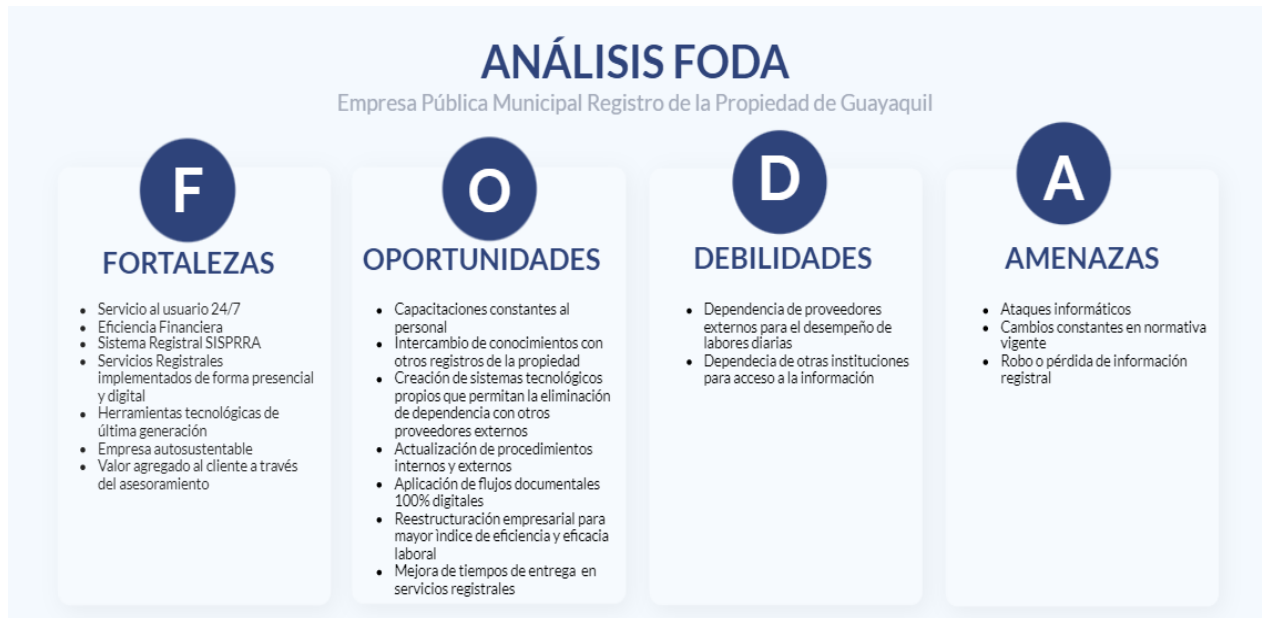 ANÁLISIS FODA
Empresa Pública Municipal Registro de la Propiedad de Guayaquil
F
FORTALEZAS
• Servicio al usuario 24/7
• Eficiencia Financiera
• Sistema Registral SISPRRA
• Servicios Registrales
implementados de forma presencial
y digital
• Herramientas tecnológicas de
última generación
• Empresa autosustentable
• Valor agregado al cliente a través
del asesoramiento
O
OPORTUNIDADES
• Capacitaciones constantes al
personal
• Intercambio de conocimientos con
otros registros de la propiedad
• Creación de sistemas tecnológicos
propios que permitan la eliminación
de dependencia con otros
proveedores externos
• Actualización de procedimientos
internos y externos
• Aplicación de flujos documentales
100% digitales
• Reestructuración empresarial para
mayor ìndice de eficiencia y eficacia
laboral
• Mejora de tiempos de entrega en
servicios registrales
D
DEBILIDADES
• Dependencia de proveedores
externos para el desempeño de
labores diarias
• Dependecia de otras instituciones
para acceso a la información
A
AMENAZAS
• Ataques informáticos
• Cambios constantes en normativa
vigente
• Robo o pérdida de información
registral